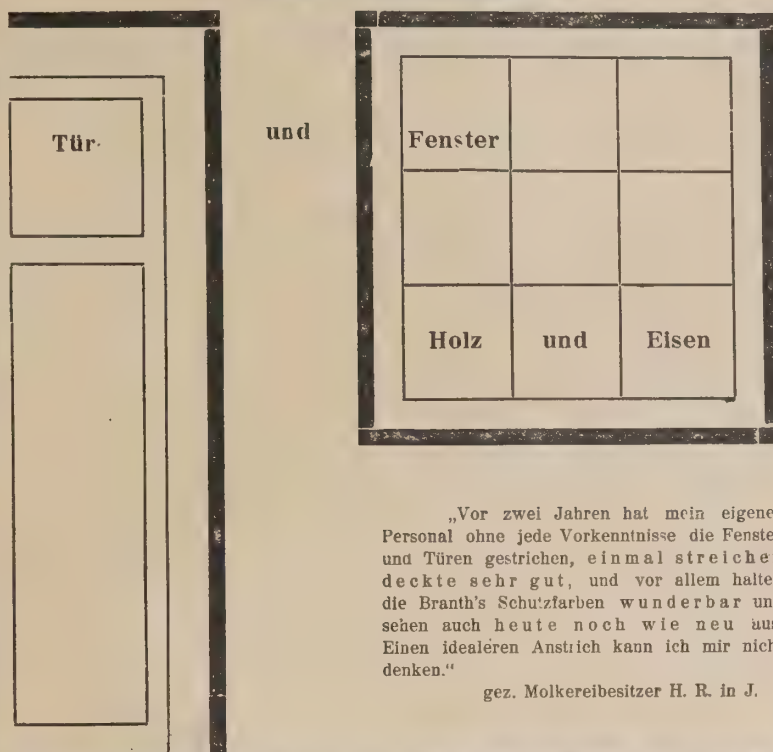 Tür-
und
Fenster
Holz und Eisen
„Vor zwei Jahren hat mein eigene
Personal ohne jede Vorkenntnisse die Fenste
und Türen gestrichen, einmal streiche
deckte sehr gut, und vor allem halte
die Branth's Schutzfarben wunderbar un
sehen auch heute noch wie neu aus
Einen idealeren Anstrich kann ich mir nich
denken.“
gez. Molkereibesitzer H. R. in J.